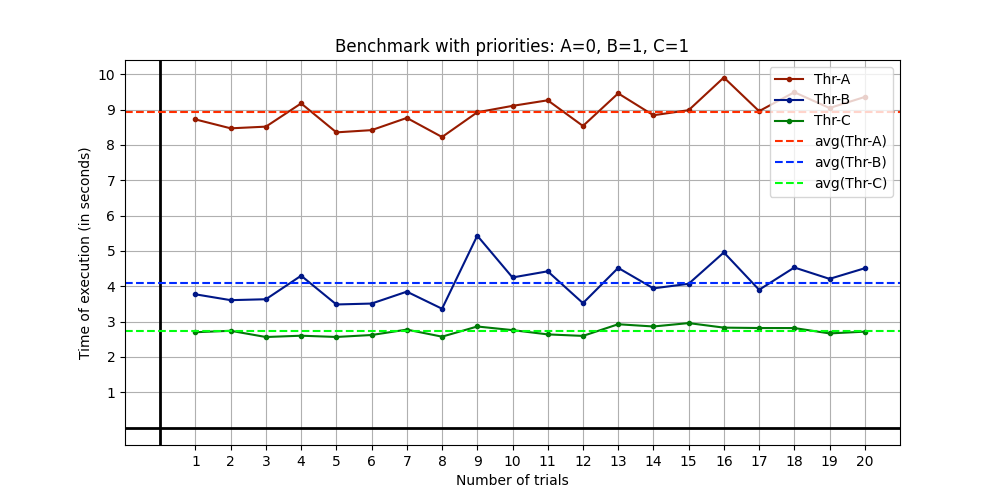 Benchmark with priorities: A=0, B=1, C=1
Time of execution (in seconds)
10
9
8
7
6
5
4
3
2
1
Thr-A
Thr-B
Thr-C
avg(Thr-A)
avg(Thr-B)
avg(Thr-C)
1 2 3 4 5 6 7 8 9 10 11 12 13 14 15 16 17 18 19 20
Number of trials